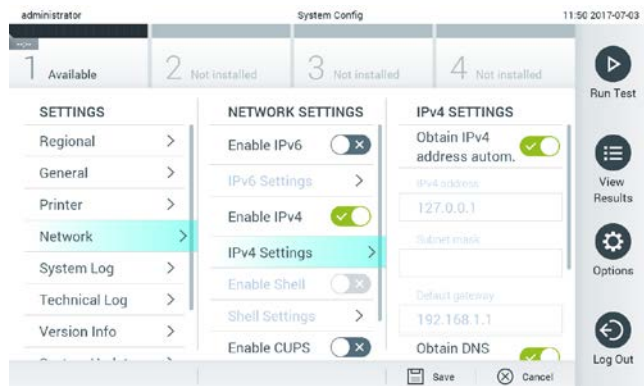 administrator
System Config
11:50 2017-07-03
1 Available
2 Not installed
3 Not installed
4 Not installed
SETTINGS
Regional
General
Printer
Network
System Log
Technical Log
Version Info
NETWORK SETTINGS
Enable IPv6
IPv6 Settings
Enable IPv4
IPv4 Settings
Enable Shell
Shell Settings
Enable CUPS
IPv4 SETTINGS
Obtain IPv4
address autom.
IPv4 address
127.0.0.1
Subnet mask
Default gateway
192.168.1.1
Obtain DNS
Run Test
View
Results
Options
Log Out
Save
Cancel